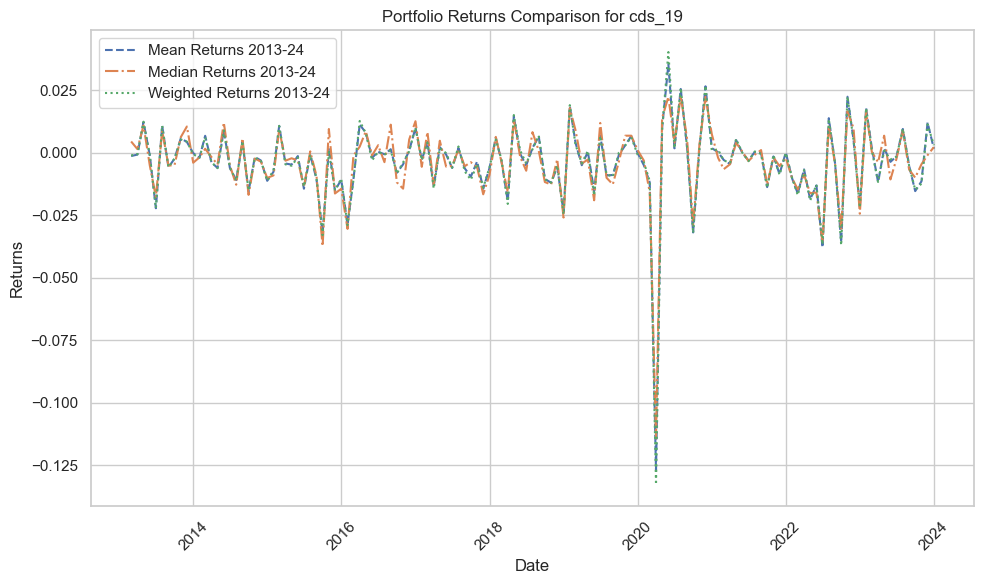 Portfolio Returns Comparison for cds_19
Mean Returns 2013-24
Median Returns 2013-24
Weighted Returns 2013-24
0.025
0.000
−0.025
−0.050
−0.075
−0.100
−0.125
Returns
2014
2016
2018
2020
2022
2024
Date